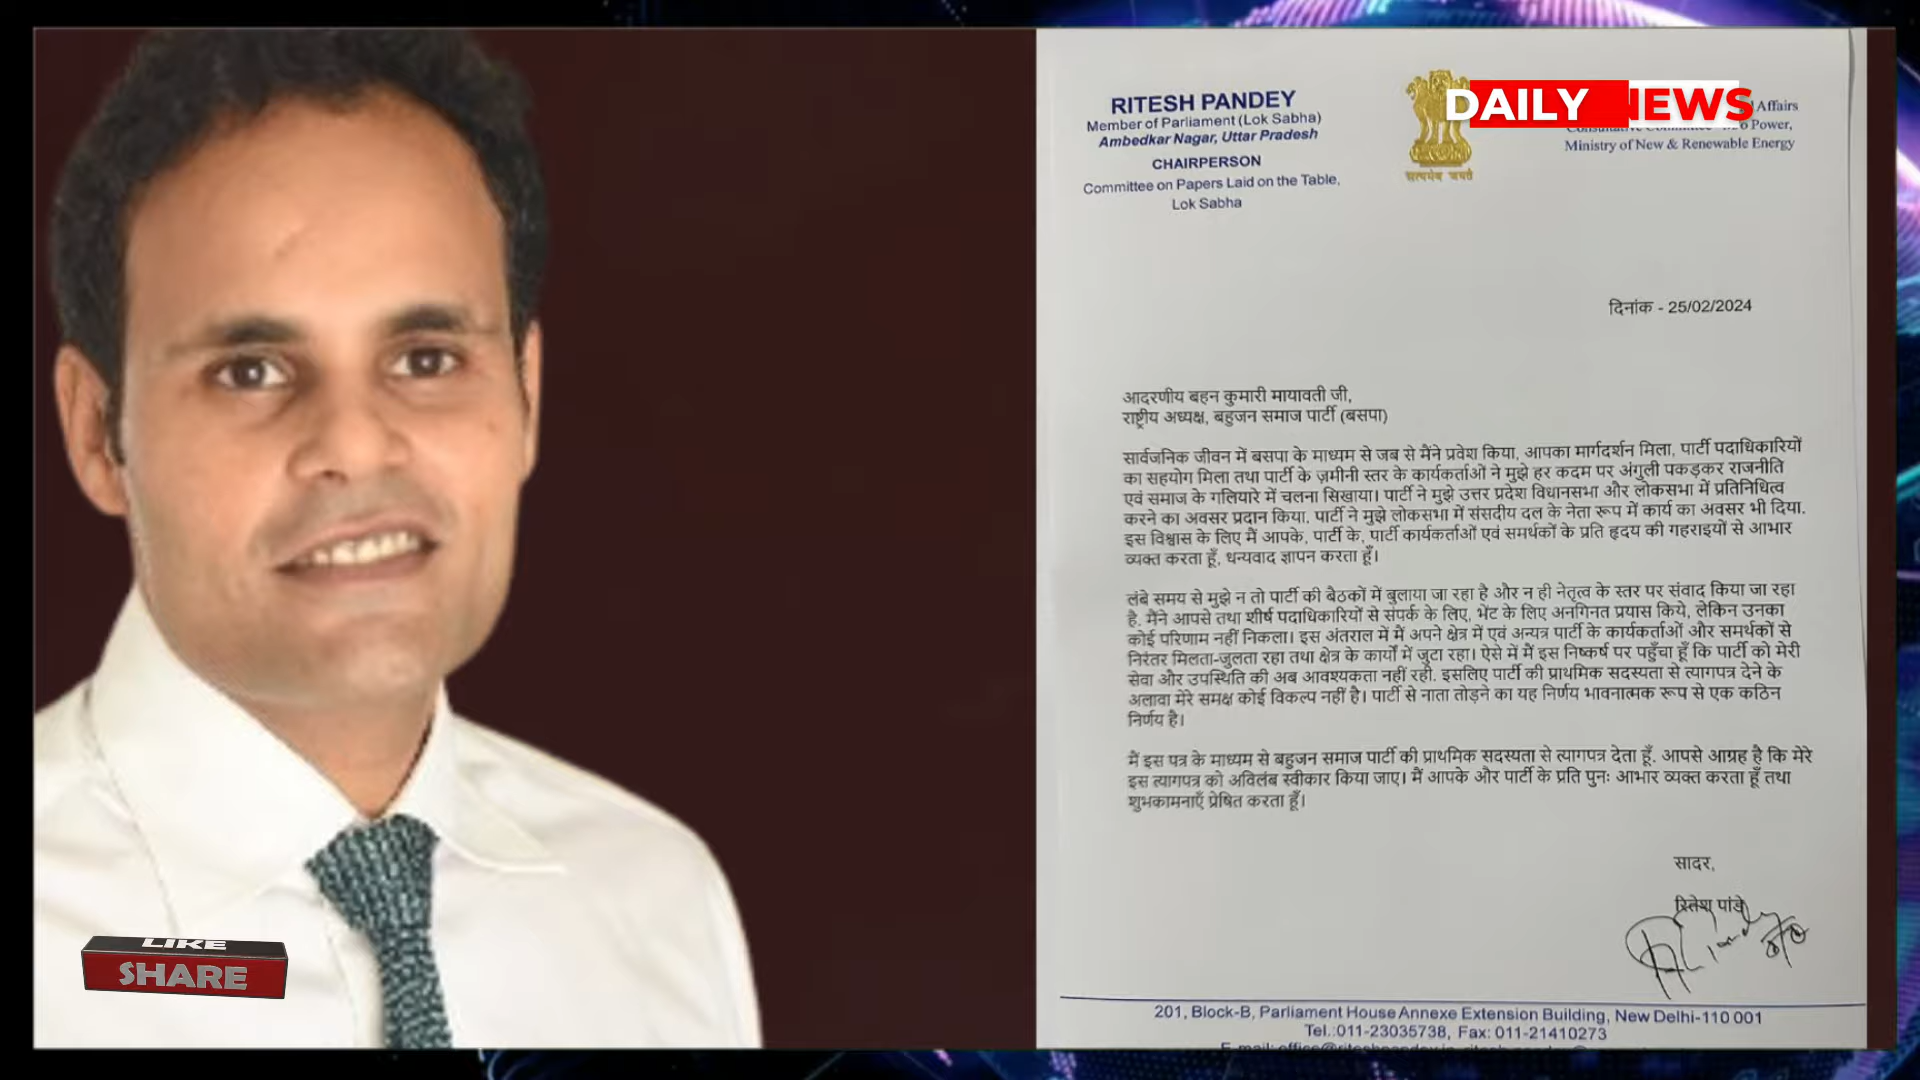 RITESH PANDEY
Member of Parliament (Lok Sabha)
Ambedkar Nagar, Uttar Pradesh
CHAIRPERSON
Committee on Papers Laid on the Table,
Lok Sabha
सत्यमेव जयते
DAILY NEWS
Affairs
Power,
Ministry of New & Renewable Energy
दिनांक - 25/02/2024
आदरणीय बहन कुमारी मायावती जी,
राष्ट्रीय अध्यक्ष, बहुजन समाज पार्टी (बसपा)
सार्वजनिक जीवन में बसपा के माध्यम से जब से मैंने प्रवेश किया, आपका मार्गदर्शन मिला, पार्टी पदाधिकारियों
का सहयोग मिला तथा पार्टी के ज़मीनी स्तर के कार्यकर्ताओं ने मुझे हर कदम पर अंगुली पकड़कर राजनीति
एवं समाज के गलियारे में चलना सिखाया। पार्टी ने मुझे उत्तर प्रदेश विधानसभा और लोकसभा में प्रतिनिधित्व
करने का अवसर प्रदान किया. पार्टी ने मुझे लोकसभा में संसदीय दल के नेता रूप में कार्य का अवसर भी दिया.
इस विश्वास के लिए मैं आपके, पार्टी के, पार्टी कार्यकर्ताओं एवं समर्थकों के प्रति हृदय की गहराइयों से आभार
व्यक्त करता हूँ, धन्यवाद ज्ञापन करता हूँ।
लंबे समय से मुझे न तो पार्टी की बैठकों में बुलाया जा रहा है और न ही नेतृत्व के स्तर पर संवाद किया जा रहा
है. मैंने आपसे तथा शीर्ष पदाधिकारियों से संपर्क के लिए, भेंट के लिए अनगिनत प्रयास किये, लेकिन उनका
कोई परिणाम नहीं निकला। इस अंतराल में मैं अपने क्षेत्र में एवं अन्यत्र पार्टी के कार्यकर्ताओं और समर्थकों से
निरंतर मिलता-जुलता रहा तथा क्षेत्र के कार्यों में जुटा रहा। ऐसे में मैं इस निष्कर्ष पर पहुँचा हूँ कि पार्टी को मेरी
सेवा और उपस्थिति की अब आवश्यकता नहीं रही. इसलिए पार्टी की प्राथमिक सदस्यता से त्यागपत्र देने के
अलावा मेरे समक्ष कोई विकल्प नहीं है। पार्टी से नाता तोड़ने का यह निर्णय भावनात्मक रूप से एक कठिन
निर्णय है।
मैं इस पत्र के माध्यम से बहुजन समाज पार्टी की प्राथमिक सदस्यता से त्यागपत्र देता हूँ. आपसे आग्रह है कि मेरे
इस त्यागपत्र को अविलंब स्वीकार किया जाए। मैं आपके और पार्टी के प्रति पुनः आभार व्यक्त करता हूँ तथा
शुभकामनाएँ प्रेषित करता हूँ।
सादर,
रितेश पांडे
201, Block-B, Parliament House Annexe Extension Building, New Delhi-110 001
Tel.:011-23035738, Fax: 011-21410273
LIKE
SHARE